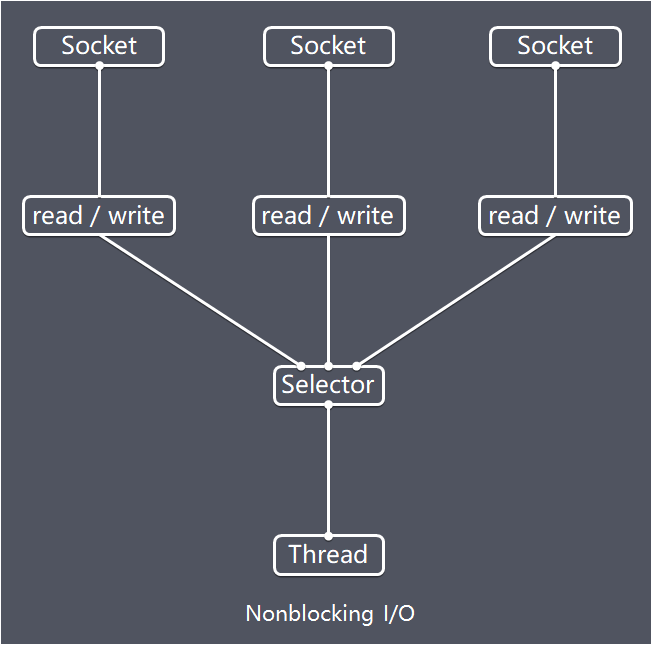 Socket
Socket
Socket
read / write
read / write
read / write
Selector
Thread
Nonblocking I/O